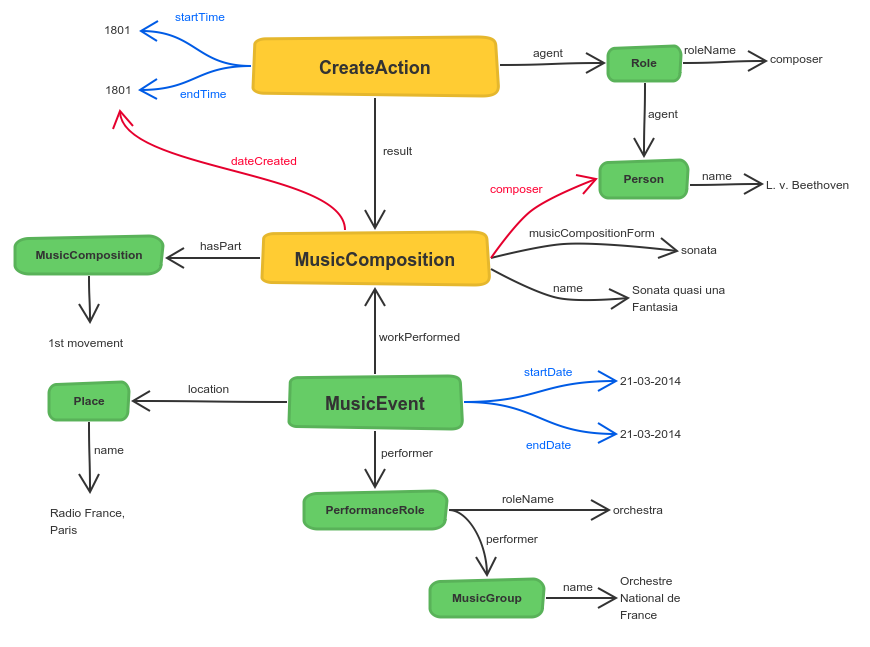 startTime
1801
CreateAction
agent
Role
roleName
composer
1801
endTime
agent
dateCreated
result
composer
Person
name
L. v. Beethoven
musicCompositionForm
sonata
MusicComposition
hasPart
MusicComposition
name
Sonata quasi una
Fantasia
1st movement
workPerformed
startDate
21-03-2014
location
Place
MusicEvent
21-03-2014
endDate
name
performer
Radio France,
Paris
PerformanceRole
roleName
orchestra
performer
MusicGroup
name
Orchestre
National de
France